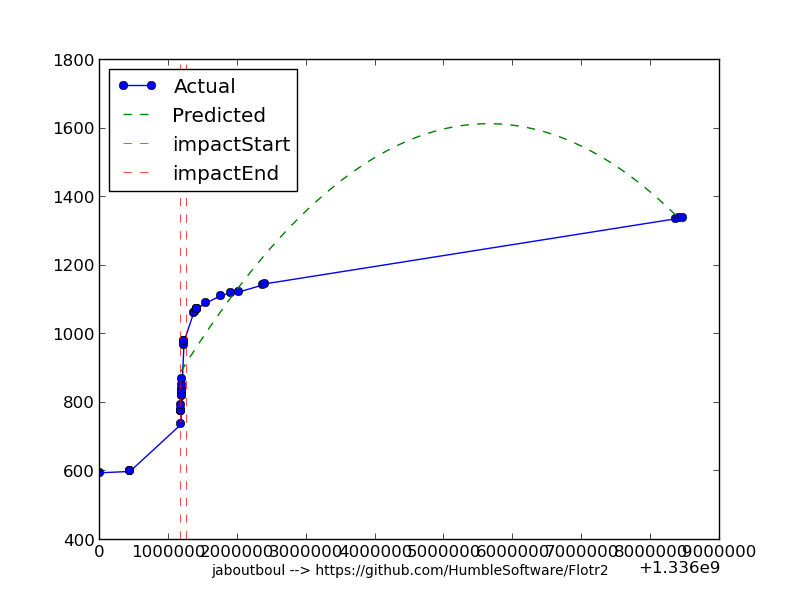 1800
1600
1400
1200
1000
800
600
400
Actual
Predicted
impactStart
impactEnd
0 1000000 2000000 3000000 4000000 5000000 6000000 7000000 8000000 9000000
+1.336e9
jaboutboul --> https://github.com/HumbleSoftware/Flotr2